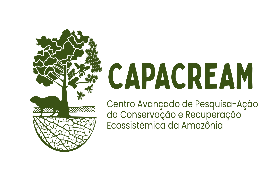 CAPACREAM
Centro Avançado de Pesquisa-Ação
da Conservação e Recuperação
Ecossistêmica da Amazônia